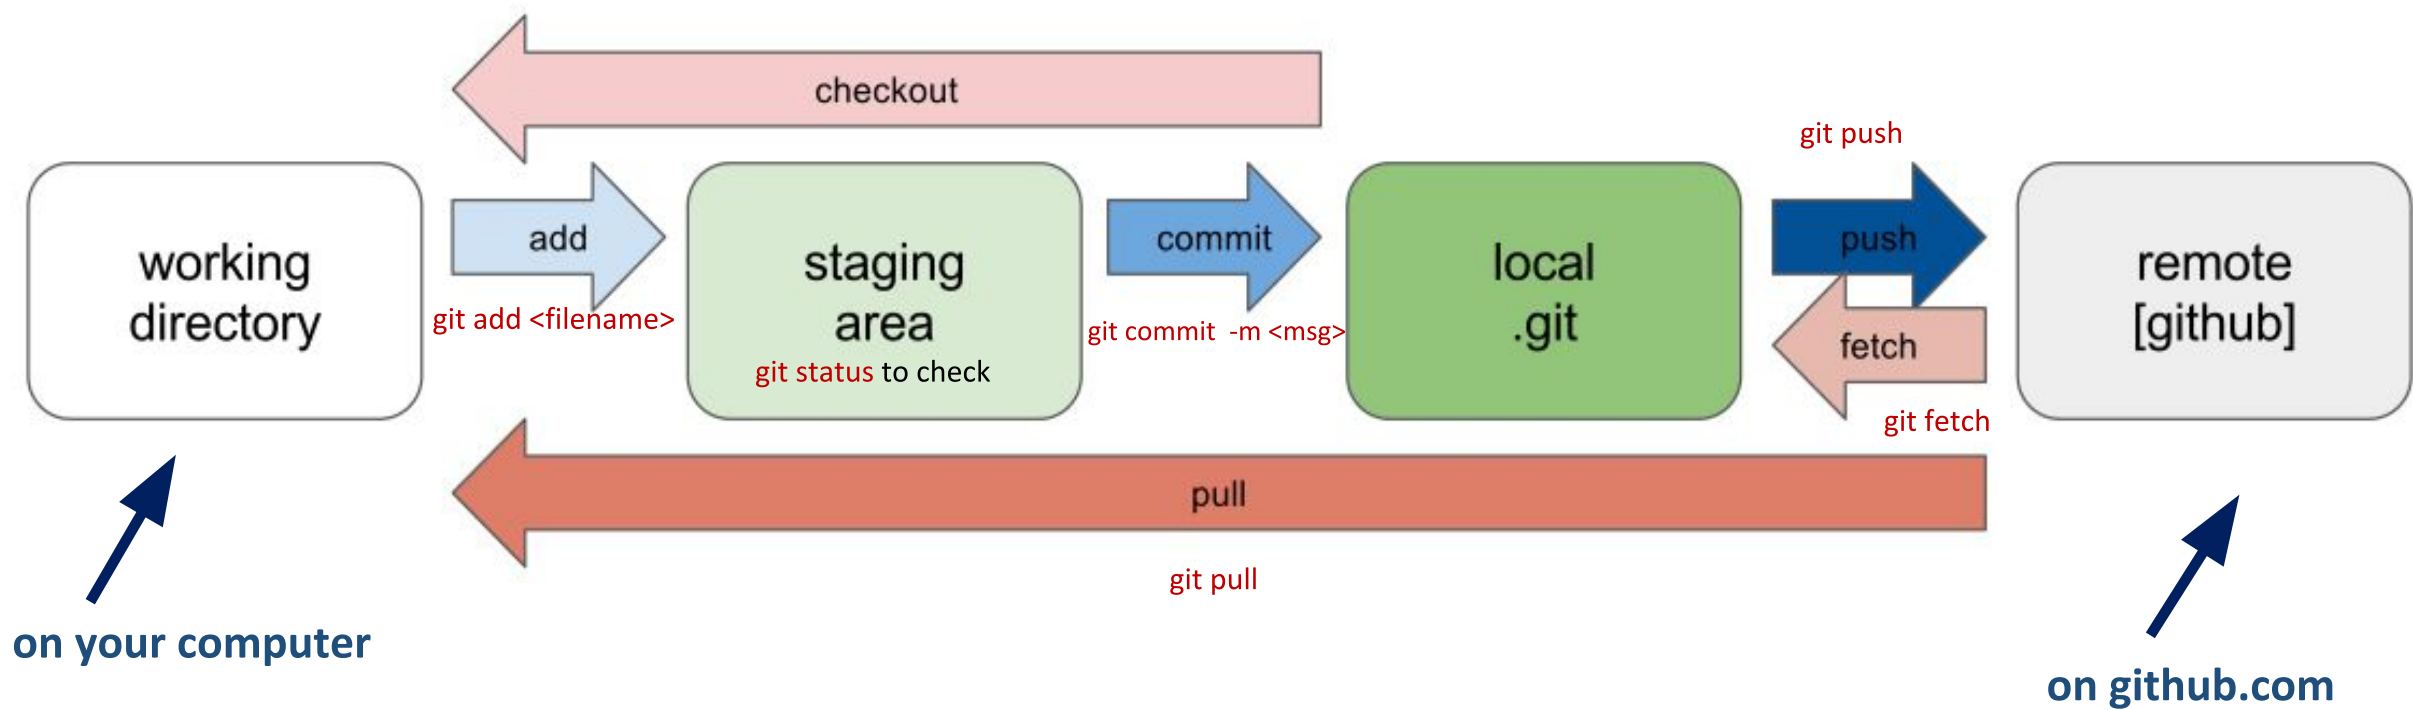 checkout
git push
working
directory
add
git add <filename>
staging
area
git status to check
commit
git commit  -m <msg>
local
.git
push
fetch
git fetch
remote
[github]
pull
git pull
on your computer
on github.com